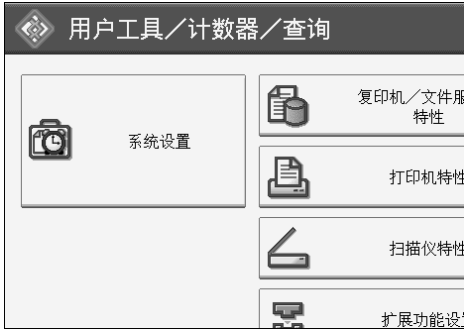 用户工具／计数器／查询
系统设置
复印机／文件服
特性
打印机特性
扫描仪特性
扩展功能设